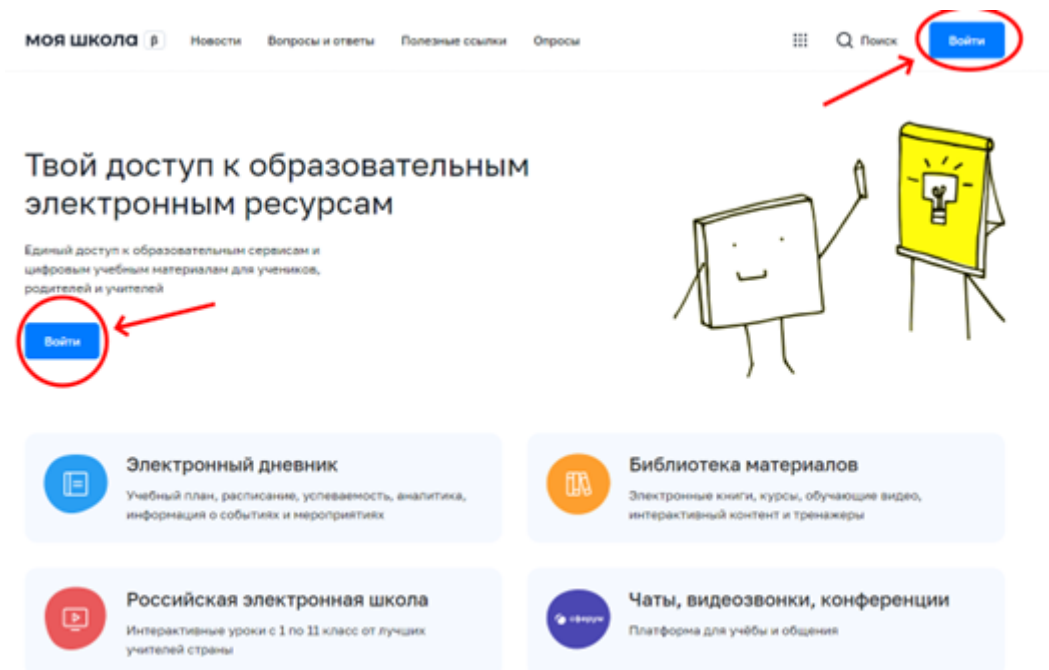 МОЯ ШКОЛА β Новости Вопросы и ответы Полезные ссылки Опросы Поиск Войти
Твой доступ к образовательным
электронным ресурсам
Единый доступ к образовательным сервисам и
цифровым учебным материалам для учеников,
родителей и учителей
Войти
Электронный дневник
Учебный план, расписание, успеваемость, аналитика,
информация о событиях и мероприятиях
Библиотека материалов
Электронные книги, курсы, обучающие видео,
интерактивный контент и тренажеры
Российская электронная школа
Интерактивные уроки с 1 по 11 класс от лучших
учителей страны
сферум
Чаты, видеозвонки, конференции
Платформа для учёбы и общения